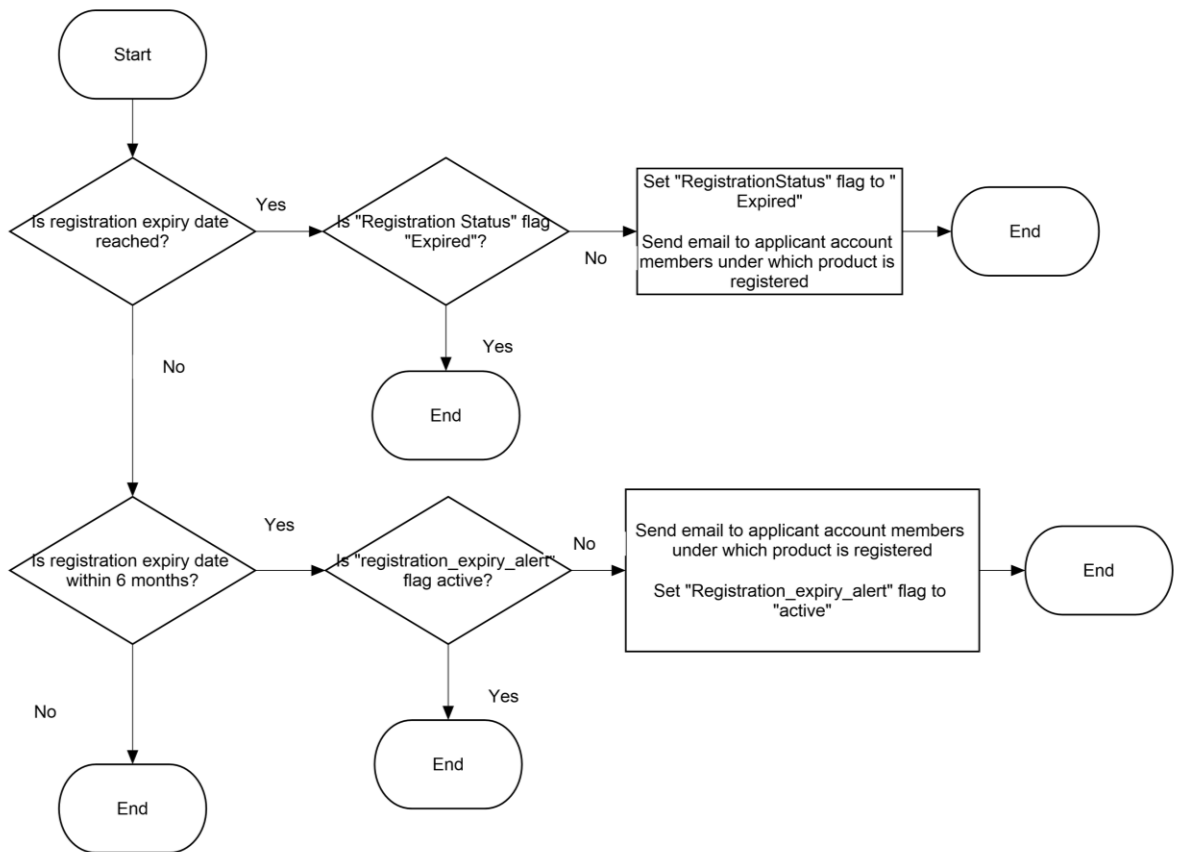 Start
Is registration expiry date
reached?
Yes
Is "Registration Status" flag
"Expired"?
No
Set "RegistrationStatus" flag to "
Expired"
Send email to applicant account
members under which product is
registered
End
Yes
End
No
Is registration expiry date
within 6 months?
Yes
Is "registration_expiry_alert"
flag active?
No
Send email to applicant account members
under which product is registered
Set "Registration_expiry_alert" flag to
"active"
End
Yes
End
No
End